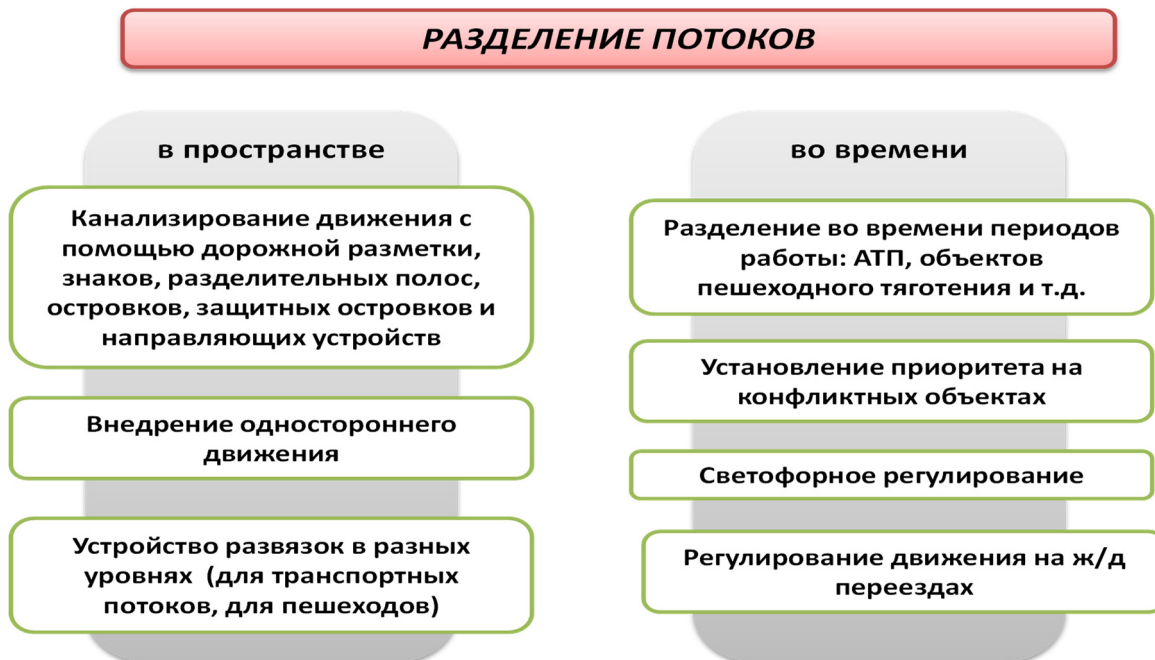 РАЗДЕЛЕНИЕ ПОТОКОВ
в пространстве
Канализирование движения с
помощью дорожной разметки,
знаков, разделительных полос,
островков, защитных островков и
направляющих устройств
Внедрение одностороннего
движения
Устройство развязок в разных
уровнях (для транспортных
потоков, для пешеходов)
во времени
Разделение во времени периодов
работы: АТП, объектов
пешеходного тяготения и т.д.
Установление приоритета на
конфликтных объектах
Светофорное регулирование
Регулирование движения на ж/д
переездах